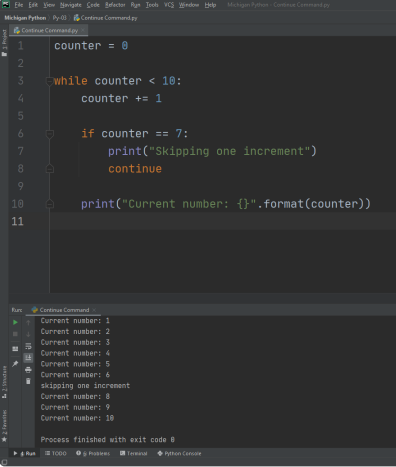 PC File Edit View Navigate Code Refactor Run Tools VCS Window Help Michigan Python - Continue Command.py
Michigan Python Py-03 Continue Command.py
Continue Command.py
1: Project
1 counter = 0
2
3 while counter < 10:
4 counter += 1
5
6 if counter == 7:
7 print("Skipping one increment")
8 continue
9
10 print("Current number: {}".format(counter))
11
Run: Continue Command
Current number: 1
Current number: 2
Current number: 3
Current number: 4
Current number: 5
Current number: 6
skipping one increment
Current number: 8
Current number: 9
Current number: 10
Process finished with exit code 0
2: Structure
2: Favorites
4: Run TODO 6: Problems Terminal Python Console